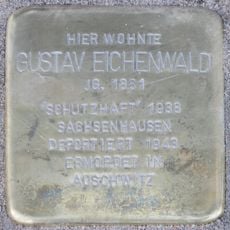 HIER WOHNTE
GUSTAV EICHENWALD
JG. 1881
"SCHUTZHAFT" 1938
SACHSENHAUSEN
DEPORTIERT 1943
ERMORDET IN
AUSCHWITZ